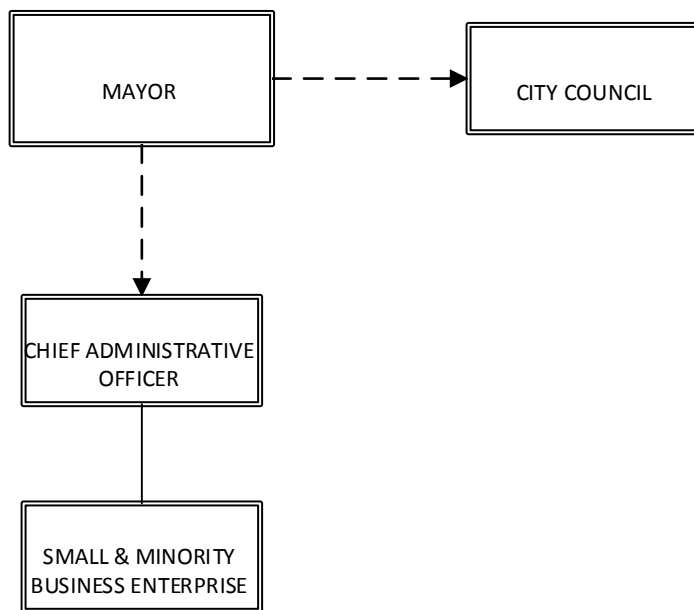 MAYOR
CITY COUNCIL
CHIEF ADMINISTRATIVE
OFFICER
SMALL & MINORITY
BUSINESS ENTERPRISE